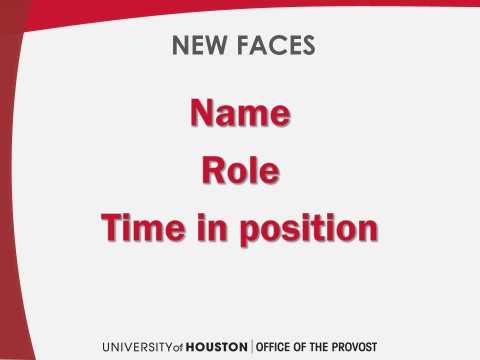 NEW FACES
Name
Role
Time in position
UNIVERSITYof HOUSTON | OFFICE OF THE PROVOST